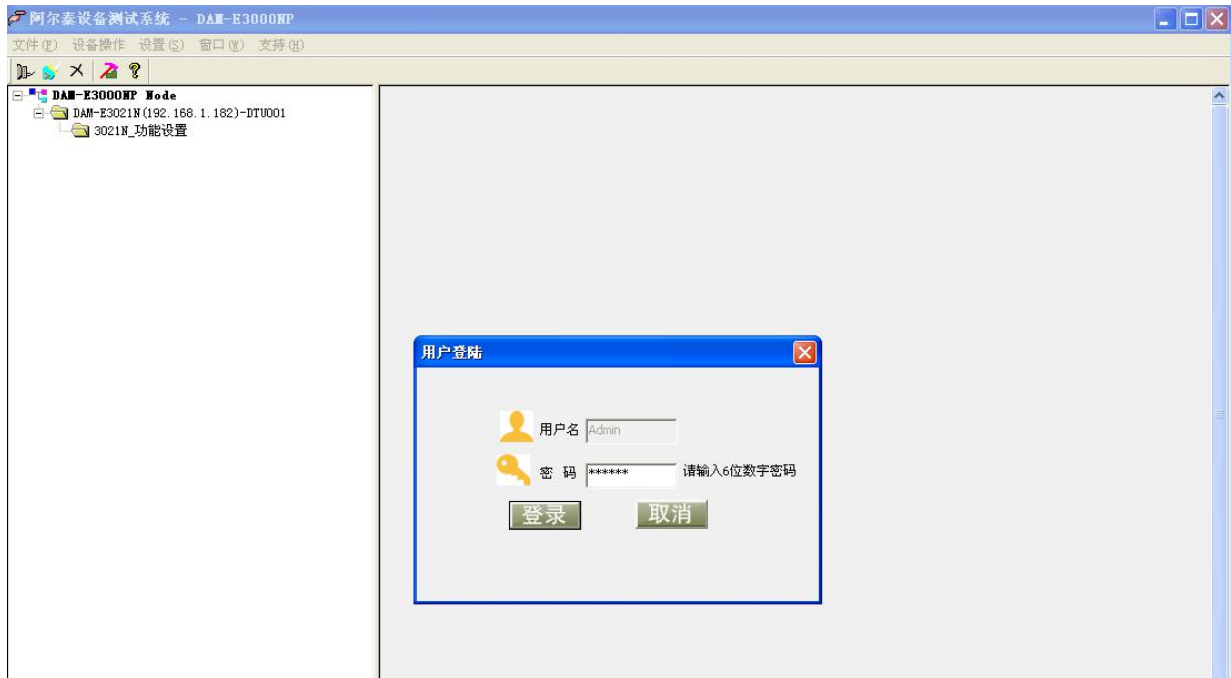 阿尔泰设备测试系统 - DAM-E3000NP
文件(F) 设备操作 设置(S) 窗口(W) 支持(H)
DAM-E3000NP Node
DAM-E3021N(192.168.1.182)-DTU001
3021N_功能设置
用户登陆
用户名 Admin
密 码 ****** 请输入6位数字密码
登录 取消